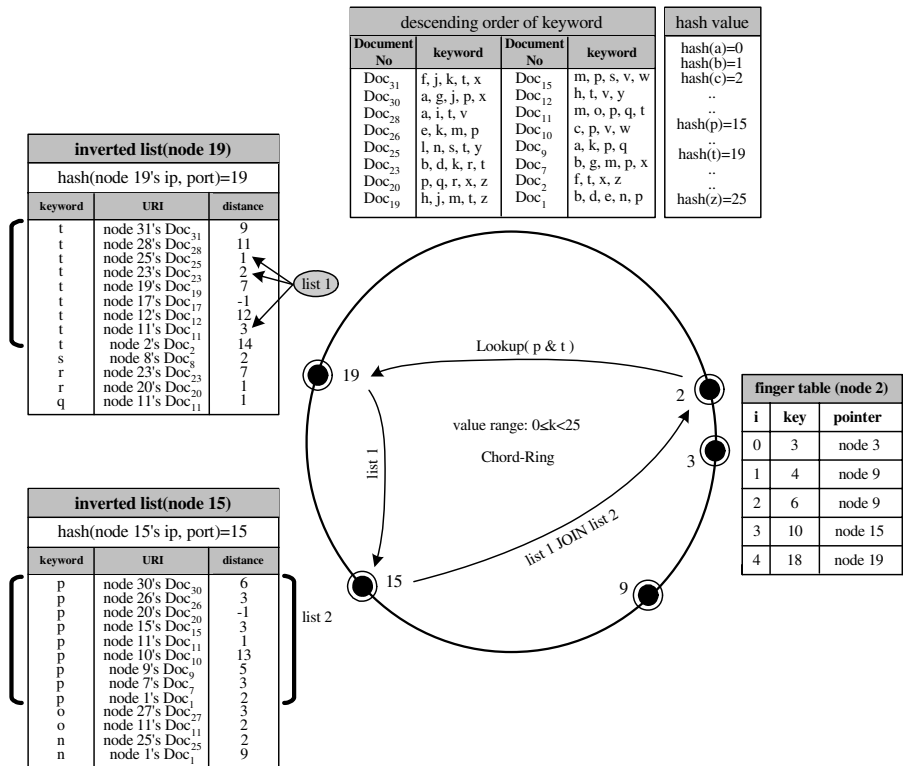 descending order of keyword
Document No keyword Document No keyword
Doc31 f, j, k, t, x Doc15 m, p, s, v, w
Doc30 a, g, j, p, x Doc12 h, t, v, y
Doc28 a, i, t, v Doc11 m, o, p, q, t
Doc26 e, k, m, p Doc10 c, p, v, w
Doc25 l, n, s, t, y Doc9 a, k, p, q
Doc23 b, d, k, r, t Doc7 b, g, m, p, x
Doc20 p, q, r, x, z Doc2 f, t, x, z
Doc19 h, j, m, t, z Doc1 b, d, e, n, p
hash value
hash(a)=0
hash(b)=1
hash(c)=2
..
..
hash(p)=15
..
hash(t)=19
..
..
hash(z)=25
inverted list(node 19)
hash(node 19's ip, port)=19
keyword URI distance
t node 31's Doc31 9
t node 28's Doc28 11
t node 25's Doc25 1
t node 23's Doc23 2
t node 19's Doc19 7
t node 17's Doc17 -1
t node 12's Doc12 12
t node 11's Doc11 3
t node 2's Doc2 14
s node 8's Doc8 2
r node 23's Doc23 7
r node 20's Doc20 1
q node 11's Doc11 1
list 1
Lookup( p & t )
19
2
3
value range: 0≤k<25
Chord-Ring
list 1
list 1 JOIN list 2
15
9
finger table (node 2)
i key pointer
0 3 node 3
1 4 node 9
2 6 node 9
3 10 node 15
4 18 node 19
inverted list(node 15)
hash(node 15's ip, port)=15
keyword URI distance
p node 30's Doc30 6
p node 26's Doc26 3
p node 20's Doc20 -1
p node 15's Doc15 3
p node 11's Doc11 1
p node 10's Doc10 13
p node 9's Doc9 5
p node 7's Doc7 3
p node 1's Doc1 2
o node 27's Doc27 3
o node 11's Doc11 2
n node 25's Doc25 2
n node 1's Doc1 9
list 2